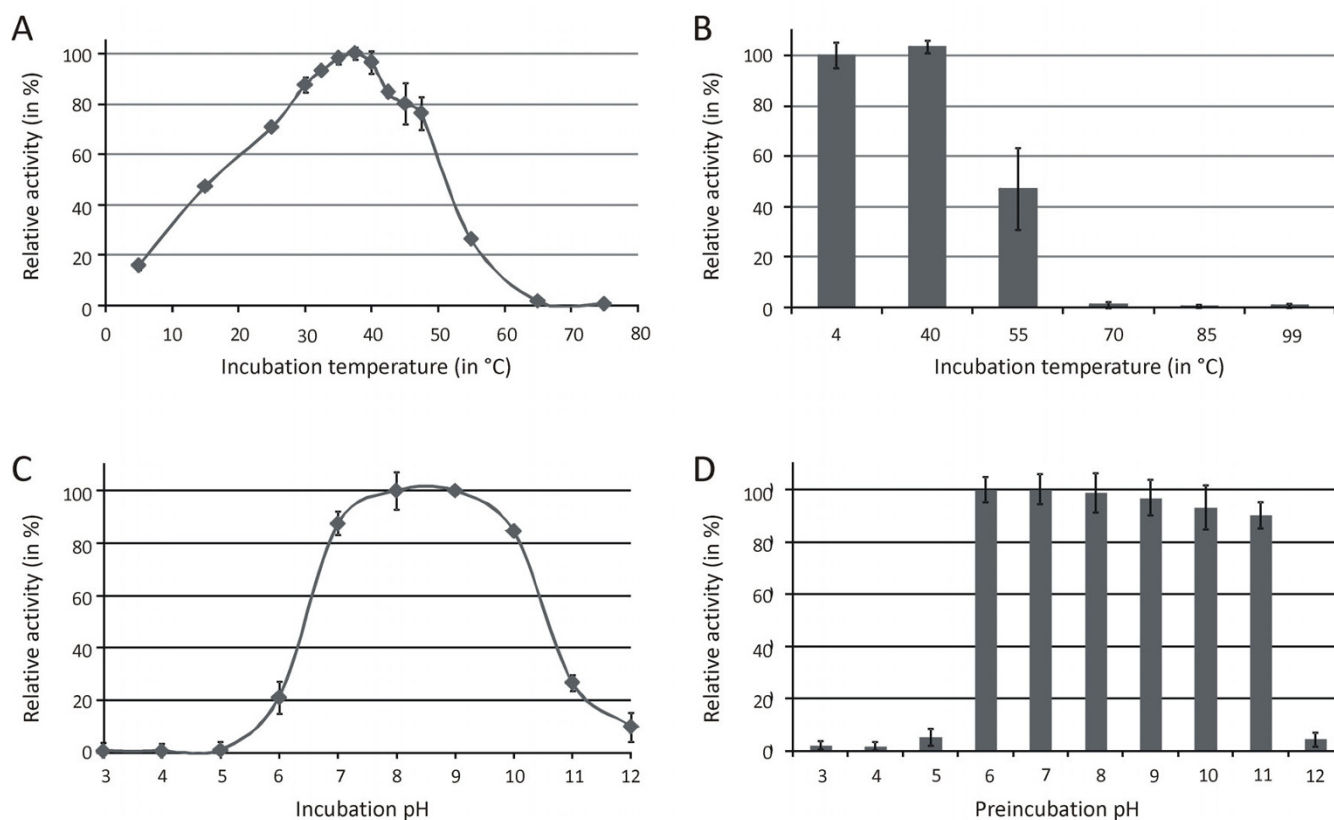 A
Relative activity (in %)
100
80
60
40
20
0
0 10 20 30 40 50 60 70 80
Incubation temperature (in °C)
B
Relative activity (in %)
100
80
60
40
20
0
4 40 55 70 85 99
Incubation temperature (in °C)
C
Relative activity (in %)
100
80
60
40
20
0
3 4 5 6 7 8 9 10 11 12
Incubation pH
D
Relative activity (in %)
100
80
60
40
20
0
3 4 5 6 7 8 9 10 11 12
Preincubation pH